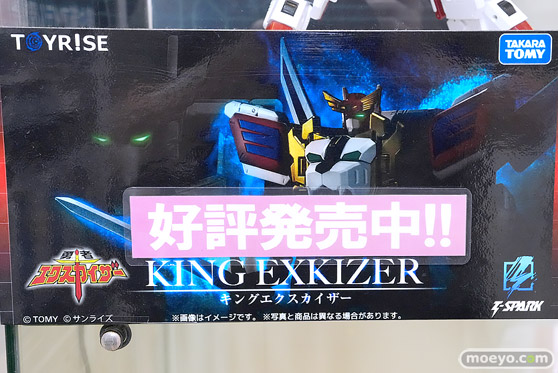 TOYRISE
TAKARA
TOMY
好評発売中!!
勇者
エクスカイザー
KING EXKIZER
キングエクスカイザー
※画像はイメージです。 ※写真と商品は異なる場合があります。
© TOMY © サンライズ
T-SPARK
moeyo.com